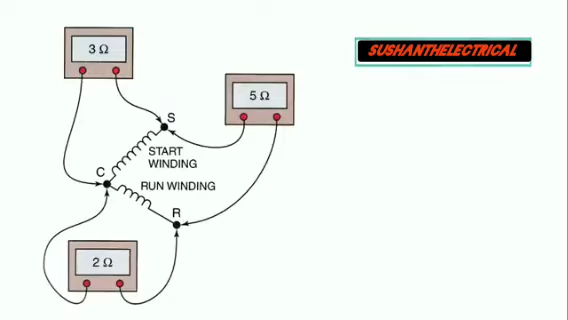 3 Ω
SUSHANTHELECTRICAL
5 Ω
S
START
WINDING
C
RUN WINDING
R
2 Ω